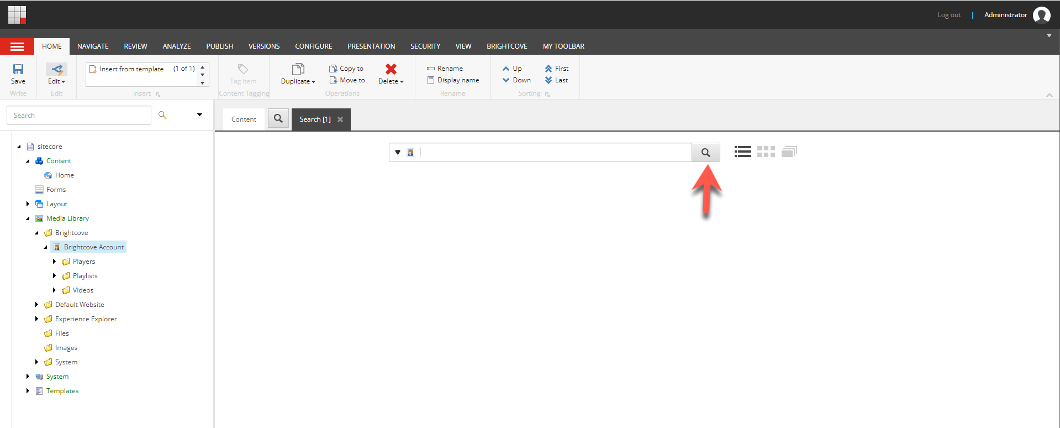 Log out | Administrator
HOME NAVIGATE REVIEW ANALYZE PUBLISH VERSIONS CONFIGURE PRESENTATION SECURITY VIEW BRIGHTCOVE MY TOOLBAR
Save
Write
Edit
Edit
Insert from template (1 of 1)
Insert
Tag item
Content Tagging
Duplicate
Copy to
Move to
Delete
Operations
Rename
Display name
Rename
Up
Down
First
Last
Sorting
Search
Content
Search [1]
sitecore
Content
Home
Forms
Layout
Media Library
Brightcove
Brightcove Account
Players
Playlists
Videos
Default Website
Experience Explorer
Files
Images
System
System
Templates